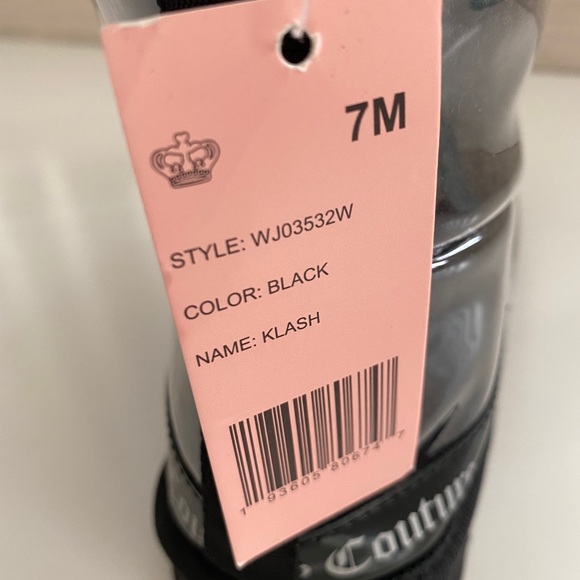 7M
STYLE: WJ03532W
COLOR: BLACK
NAME: KLASH
1 93605 80674 7
Couture